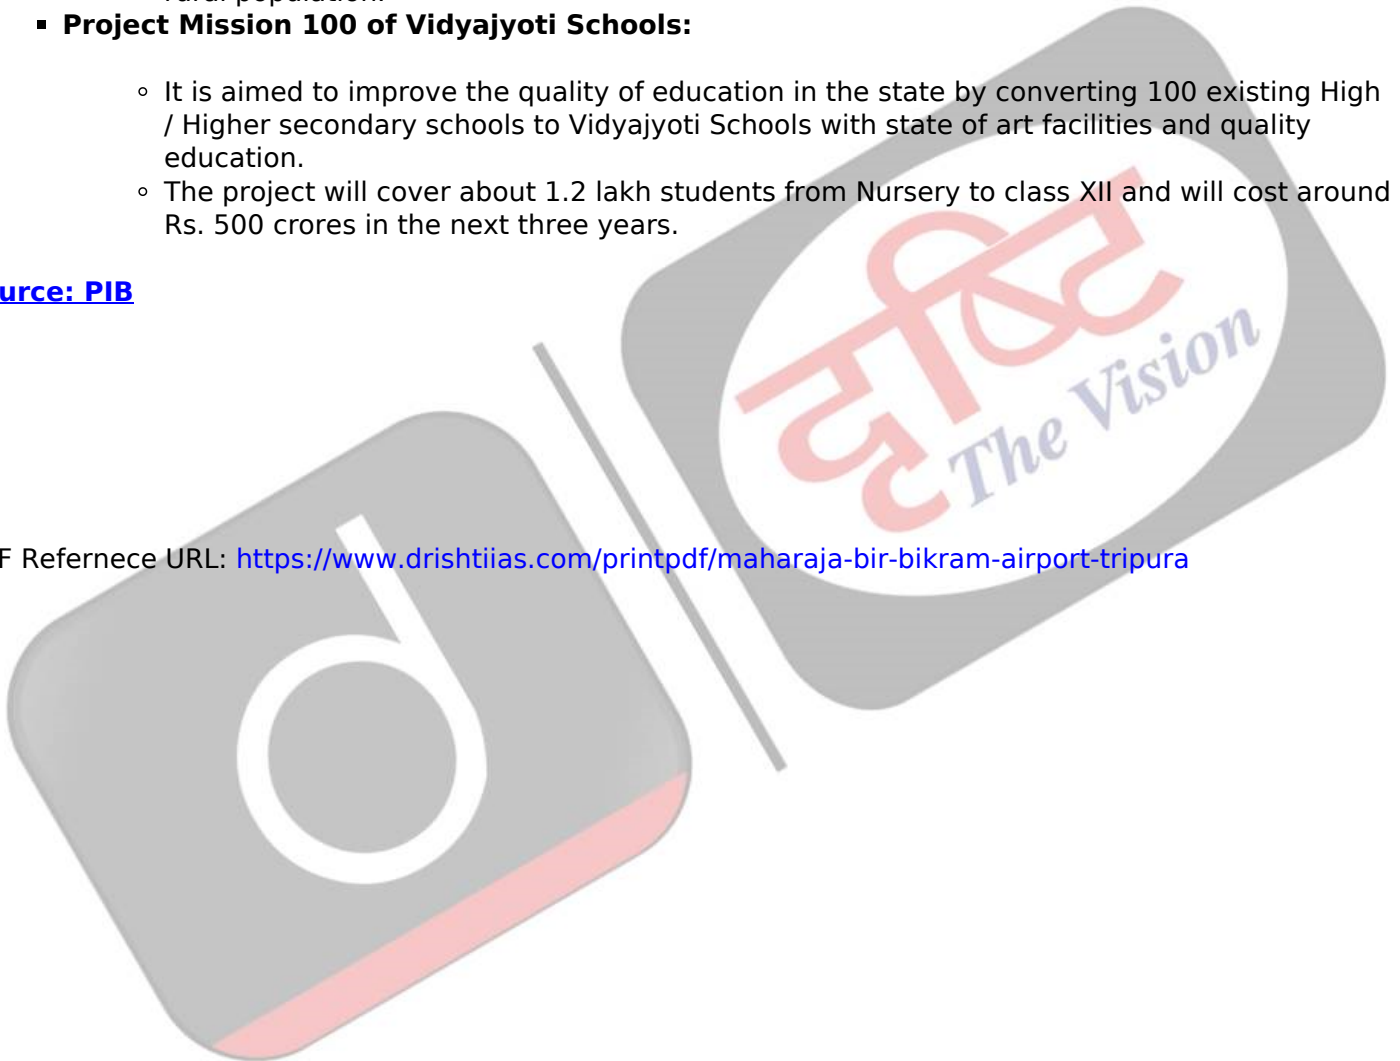 rural population.
▪ Project Mission 100 of Vidyajyoti Schools:
◦ It is aimed to improve the quality of education in the state by converting 100 existing High
/ Higher secondary schools to Vidyajyoti Schools with state of art facilities and quality
education.
◦ The project will cover about 1.2 lakh students from Nursery to class XII and will cost around
Rs. 500 crores in the next three years.
urce: PIB
दृष्टि
The Vision
F Refernece URL: https://www.drishtiias.com/printpdf/maharaja-bir-bikram-airport-tripura
d